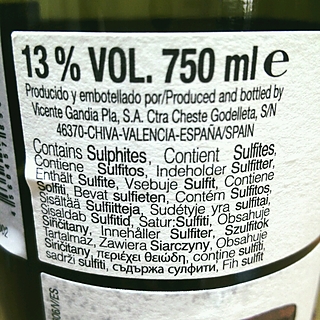 13 % VOL. 750 ml e
Producido y embotellado por/Produced and bottled by
Vicente Gandia Pla, S.A. Ctra Cheste Godelleta, S/N
46370-CHIVA-VALENCIA-ESPAÑA/SPAIN
Contains Sulphites, Contient Sulfites,
Contiene Sulfitos, Indeholder Sulfitter,
Enthält Sulfite, Vsebuje Sulfit, Contiene
Solfiti, Bevat sulfieten, Contém Sulfitos,
Sisältää Sulfiitteja, Sudétyje yra sulfitai,
Sisaldab Sulfitid, Satur:Sulfiti, Obsahuje
Siřičitany, Innehåller Sulfiter, Szulfitok
Tartalmaz, Zawiera Siarczyny, Obsahuje
Siričitany, περιέχει θειώδη, conține sulfiti,
sadrži sulfiti, съдържа сулфити, Fih sulfit